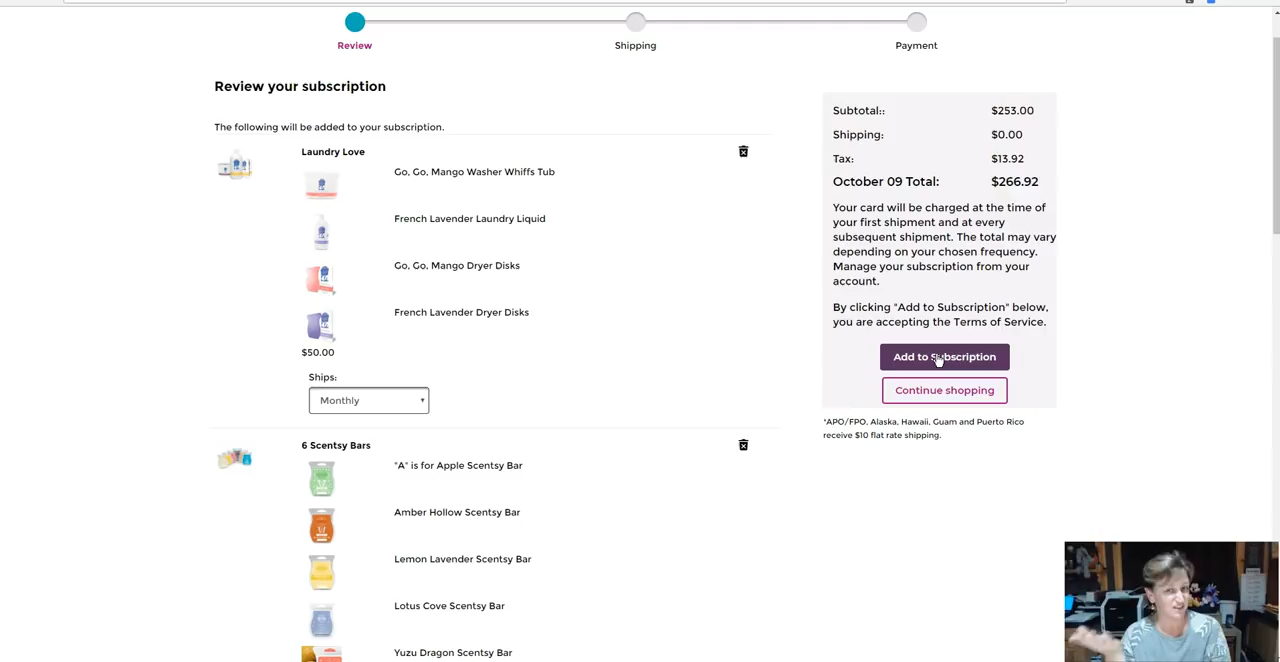 Review
Shipping
Payment
Review your subscription
The following will be added to your subscription.
Laundry Love
Go, Go, Mango Washer Whiffs Tub
French Lavender Laundry Liquid
Go, Go, Mango Dryer Disks
French Lavender Dryer Disks
$50.00
Ships:
Monthly
6 Scentsy Bars
"A" is for Apple Scentsy Bar
Amber Hollow Scentsy Bar
Lemon Lavender Scentsy Bar
Lotus Cove Scentsy Bar
Yuzu Dragon Scentsy Bar
Subtotal:: $253.00
Shipping: $0.00
Tax: $13.92
October 09 Total: $266.92
Your card will be charged at the time of
your first shipment and at every
subsequent shipment. The total may vary
depending on your chosen frequency.
Manage your subscription from your
account.
By clicking "Add to Subscription" below,
you are accepting the Terms of Service.
Add to Subscription
Continue shopping
*APO/FPO, Alaska, Hawaii, Guam and Puerto Rico
receive $10 flat rate shipping.